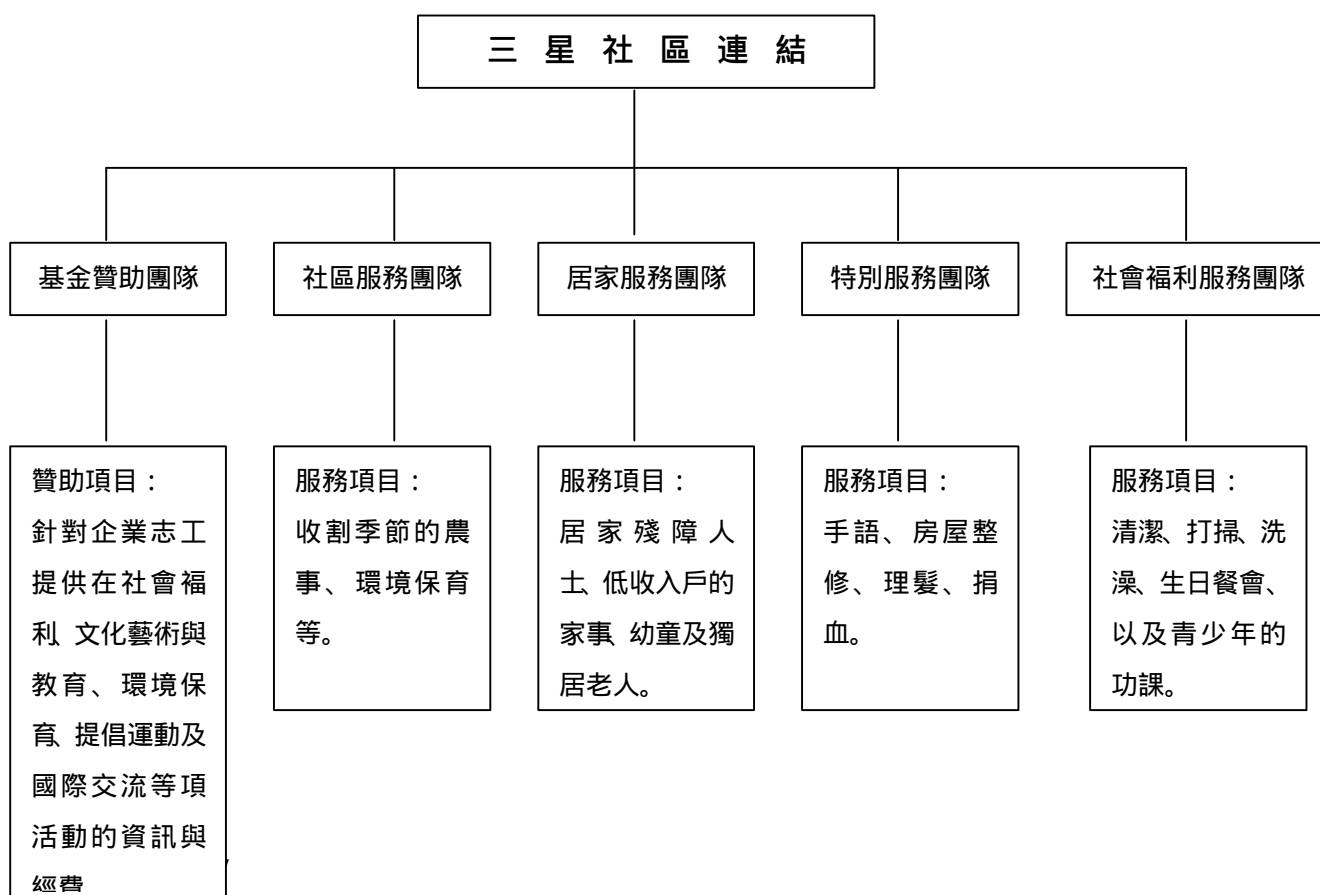 三星社區連結
基金贊助團隊
社區服務團隊
居家服務團隊
特別服務團隊
社會福利服務團隊
贊助項目：
針對企業志工
提供在社會福
利、文化藝術與
教育、環境保
育、提倡運動及
國際交流等項
活動的資訊與
經費
服務項目：
收割季節的農
事、環境保育
等。
服務項目：
居家殘障人
士、低收入戶的
家事、幼童及獨
居老人。
服務項目：
手語、房屋整
修、理髮、捐
血。
服務項目：
清潔、打掃、洗
澡、生日餐會、
以及青少年的
功課。